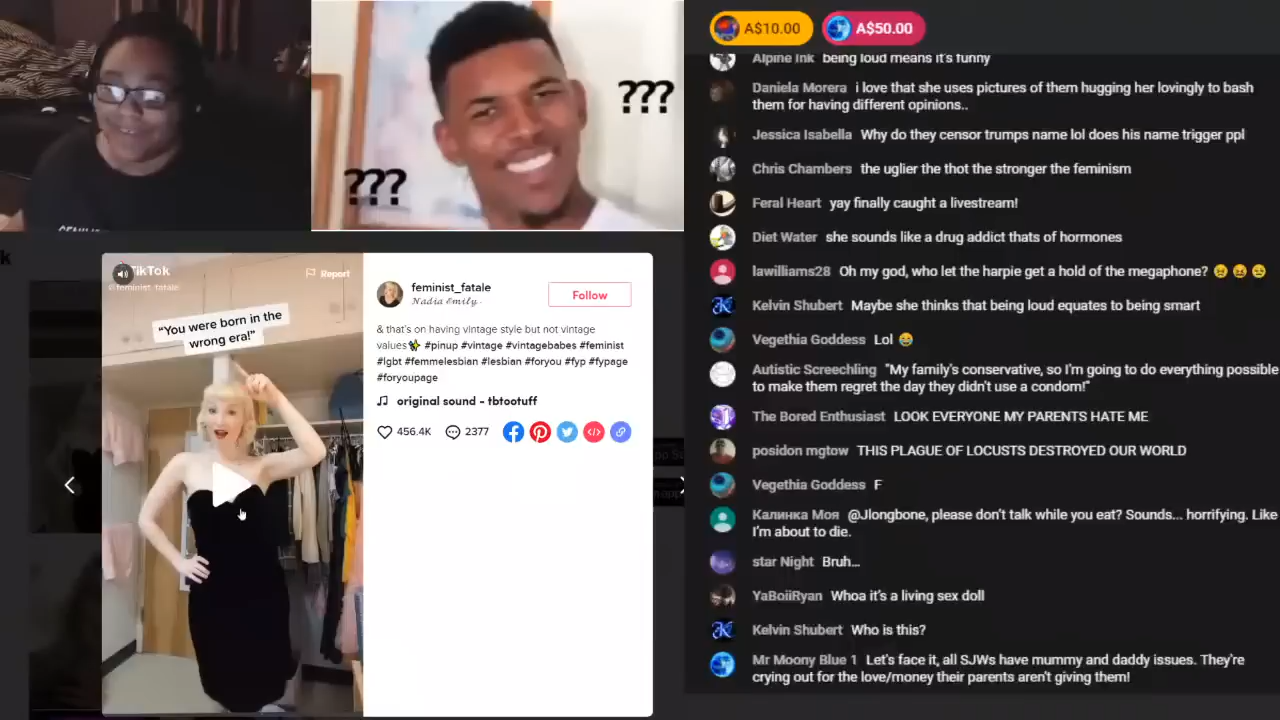 A$10.00
A$50.00
???
???
Alpine Ink being loud means it's funny
Daniela Morera i love that she uses pictures of them hugging her lovingly to bash
them for having different opinions..
Jessica Isabella Why do they censor trumps name lol does his name trigger ppl
Chris Chambers the uglier the thot the stronger the feminism
Feral Heart yay finally caught a livestream!
Diet Water she sounds like a drug addict thats of hormones
lawilliams28 Oh my god, who let the harpie get a hold of the megaphone? 😢😆😔
Kelvin Shubert Maybe she thinks that being loud equates to being smart
Vegethia Goddess Lol 😂
Autistic Screechling "My family's conservative, so I'm going to do everything possible
to make them regret the day they didn't use a condom!"
The Bored Enthusiast LOOK EVERYONE MY PARENTS HATE ME
posidon mgtow THIS PLAGUE OF LOCUSTS DESTROYED OUR WORLD
Vegethia Goddess F
Калинка Моя @Jlongbone, please don't talk while you eat? Sounds... horrifying. Like
I'm about to die.
star Night Bruh...
YaBoiiRyan Whoa it's a living sex doll
Kelvin Shubert Who is this?
Mr Moony Blue 1 Let's face it, all SJWs have mummy and daddy issues. They're
crying out for the love/money their parents aren't giving them!
TikTok
@feminist_fatale
Report
"You were born in the
wrong era!"
feminist_fatale
Nadia Emily
Follow
& that's on having vintage style but not vintage
values✨ #pinup #vintage #vintagebabes #feminist
#lgbt #femmelesbian #lesbian #foryou #fyp #fypage
#foryoupage
original sound - tbtootuff
456.4K
2377